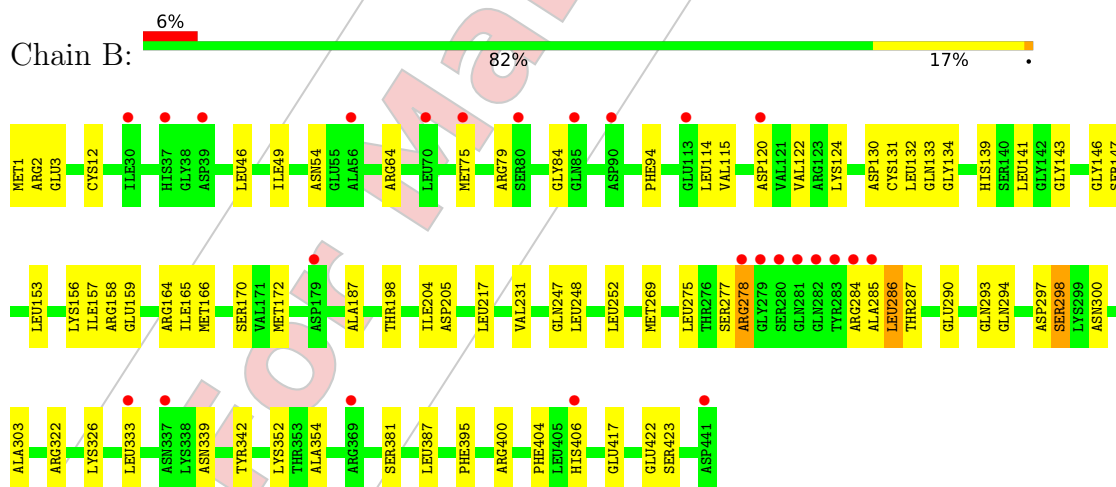 6%
Chain B:
82% 17% •
MET1 ARG2 GLU3 CYS12 ILE30 HIS37 GLY38 ASP39 LEU46 ILE49 ASN54 GLU55 ALA56 ARG64 LEU70 MET75 ARG79 SER80 GLY84 GLN85 ASP90 PHE94 GLU113 LEU114 VAL115 ASP120 VAL121 VAL122 ARG123 LYS124 ASP130 CYS131 LEU132 GLN133 GLY134 HIS139 SER140 LEU141 GLY142 GLY143 GLY146 SER147
LEU153 LYS156 ILE157 ARG158 GLU159 ARG164 ILE165 MET166 SER170 VAL171 MET172 ASP179 ALA187 THR198 ILE204 ASP205 LEU217 VAL231 GLN247 LEU248 LEU252 MET269 LEU275 THR276 SER277 ARG278 GLY279 SER280 GLN281 GLN282 TYR283 ARG284 ALA285 LEU286 THR287 GLU290 GLN293 GLN294 ASP297 SER298 LYS299 ASN300
ALA303 ARG322 LYS326 LEU333 ASN337 LYS338 ASN339 TYR342 LYS352 THR353 ALA354 ARG369 SER381 LEU387 PHE395 ARG400 PHE404 LEU405 HIS406 GLU417 GLU422 SER423 ASP441
for Ma